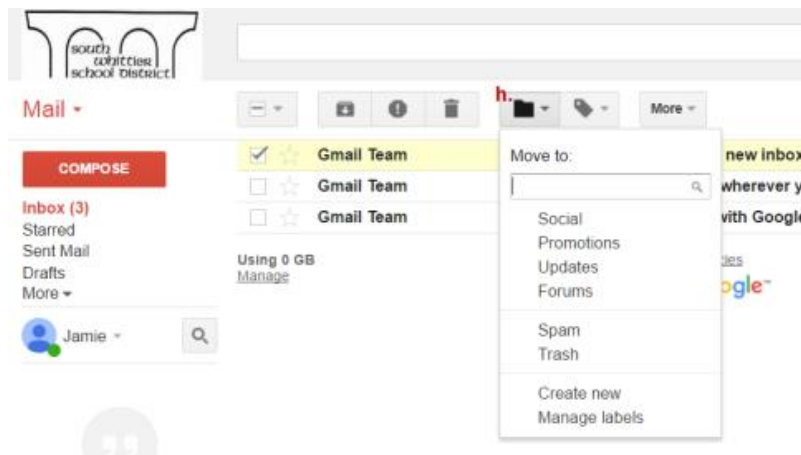 south
whittier
school district
Mail
h.
More
COMPOSE
Inbox (3)
Starred
Sent Mail
Drafts
More
Jamie
Gmail Team
new inbox
Gmail Team
wherever y
Gmail Team
with Google
Using 0 GB
Manage
ogle™
Move to:
Social
Promotions
Updates
Forums
Spam
Trash
Create new
Manage labels